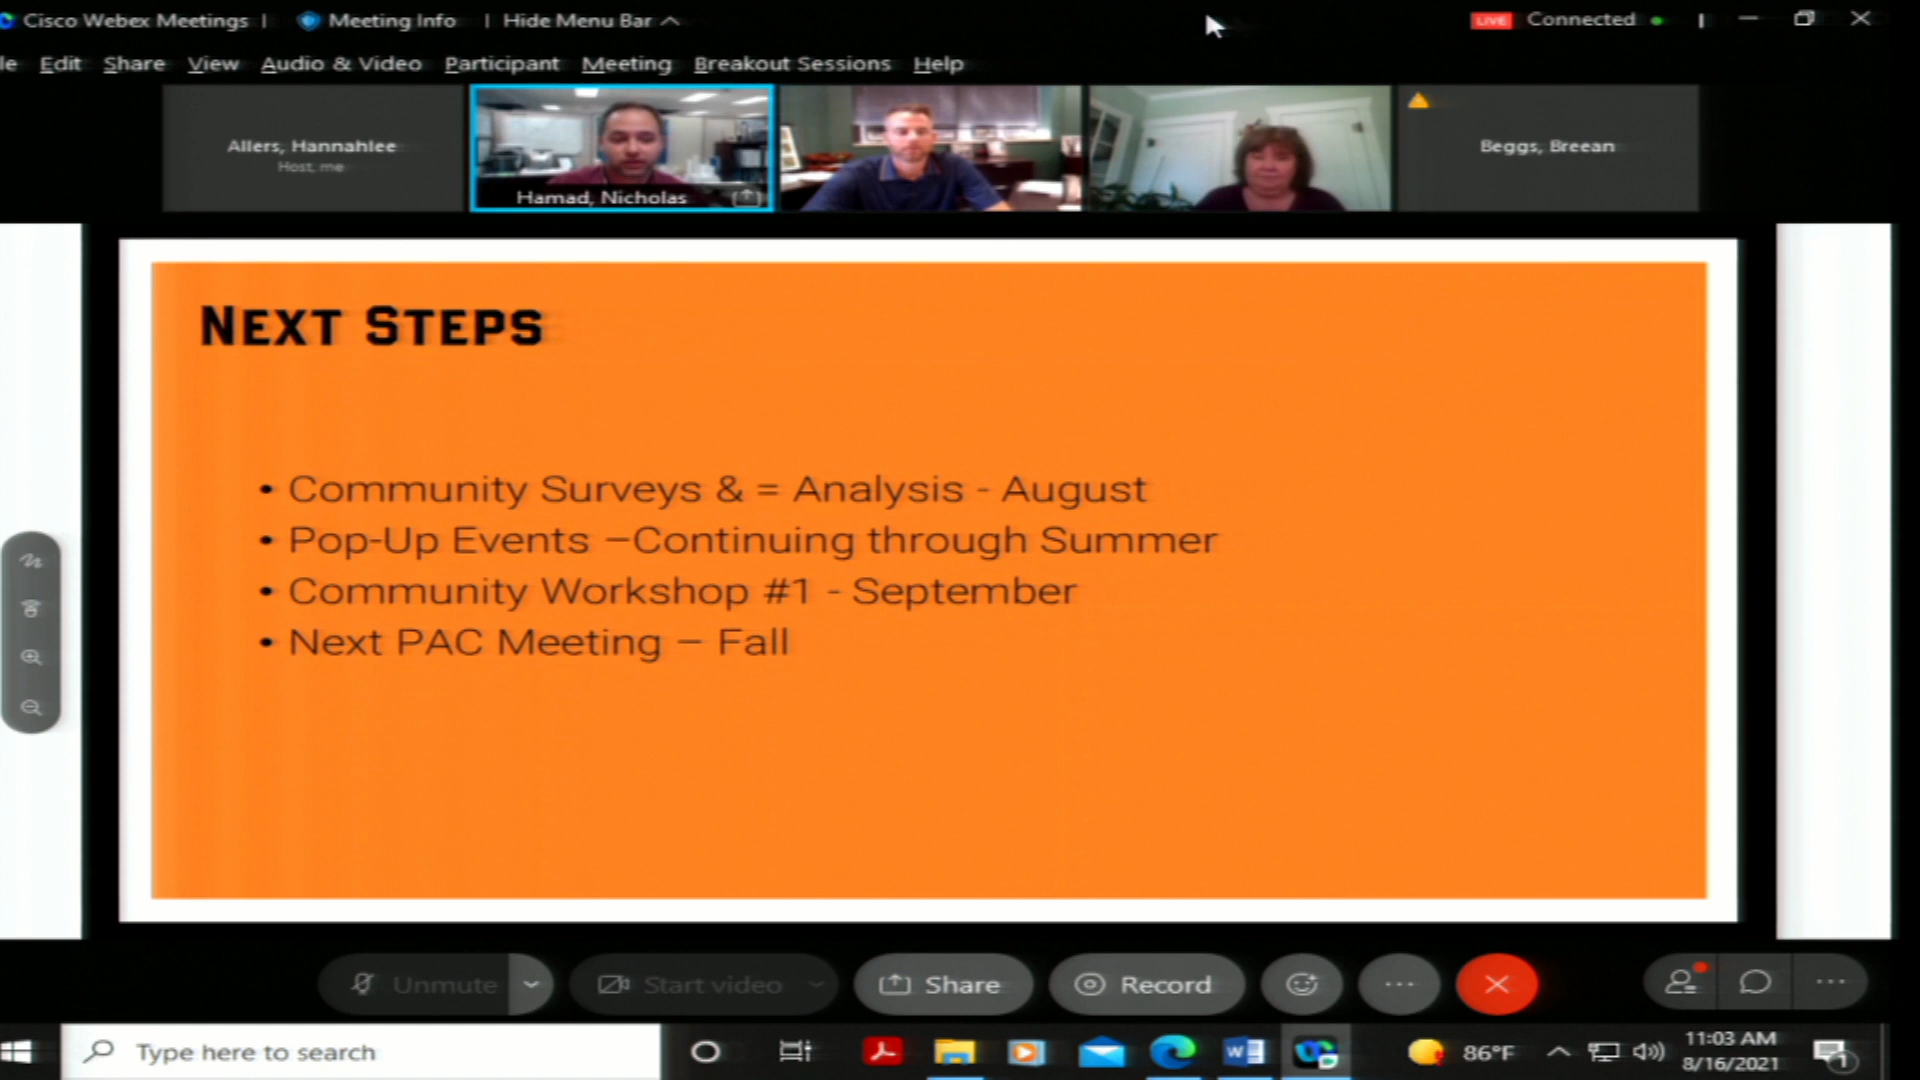 Cisco Webex Meetings | Meeting Info | Hide Menu Bar
LIVE Connected
le Edit Share View Audio & Video Participant Meeting Breakout Sessions Help
Allers, Hannahlee
Host, me
Hamad, Nicholas
Beggs, Breean
NEXT STEPS
• Community Surveys & = Analysis - August
• Pop-Up Events –Continuing through Summer
• Community Workshop #1 - September
• Next PAC Meeting – Fall
Unmute Start video Share Record
Type here to search
86°F
11:03 AM
8/16/2021
1